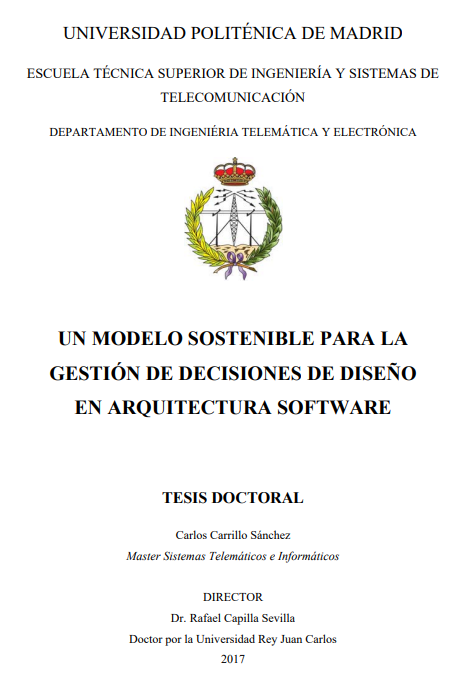 UNIVERSIDAD POLITÉNICA DE MADRID
ESCUELA TÉCNICA SUPERIOR DE INGENIERÍA Y SISTEMAS DE
TELECOMUNICACIÓN
DEPARTAMENTO DE INGENIÉRIA TELEMÁTICA Y ELECTRÓNICA
UN MODELO SOSTENIBLE PARA LA
GESTIÓN DE DECISIONES DE DISEÑO
EN ARQUITECTURA SOFTWARE
TESIS DOCTORAL
Carlos Carrillo Sánchez
Master Sistemas Telemáticos e Informáticos
DIRECTOR
Dr. Rafael Capilla Sevilla
Doctor por la Universidad Rey Juan Carlos
2017